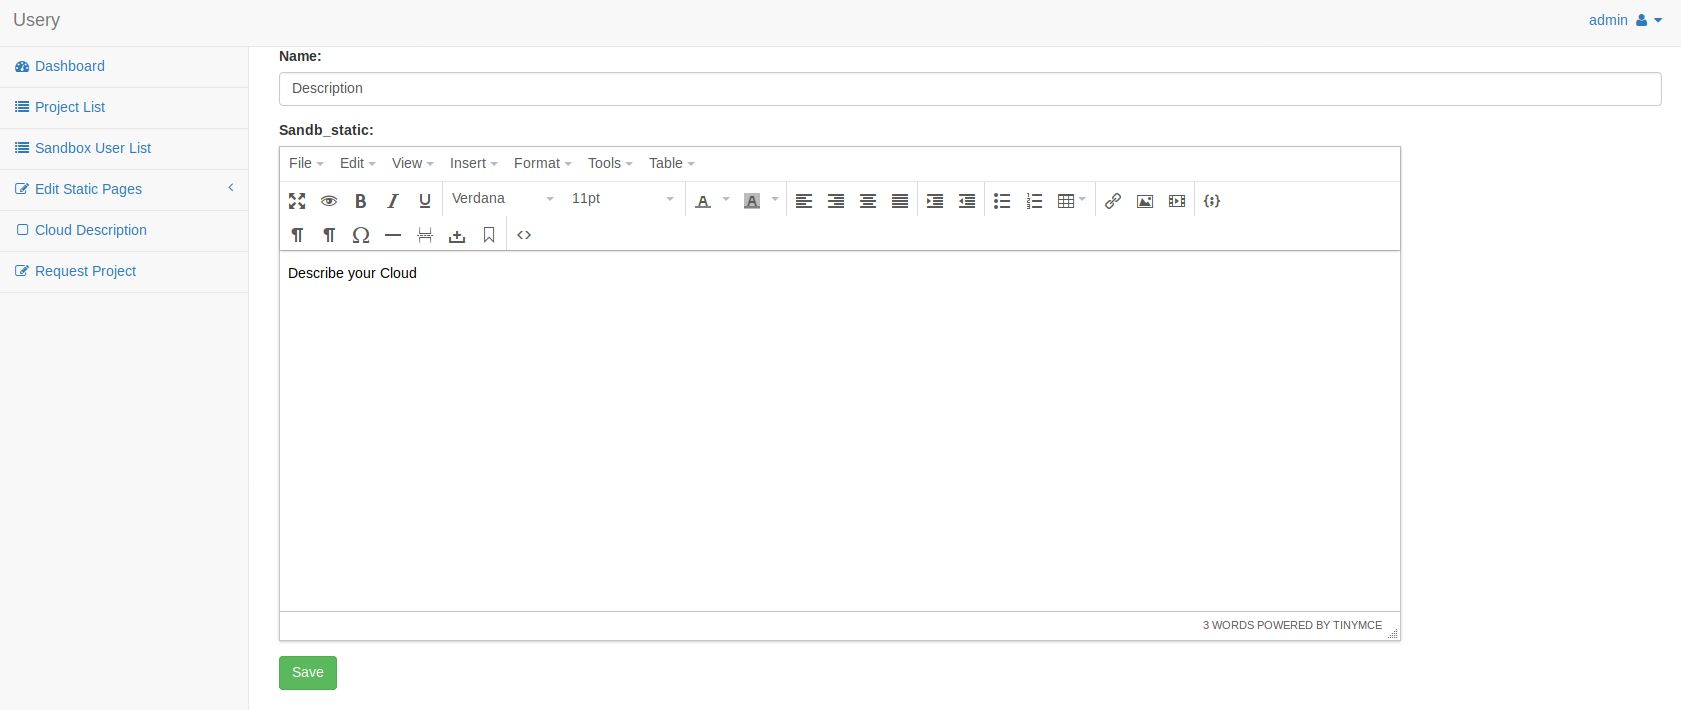 Usery
admin
Dashboard
Project List
Sandbox User List
Edit Static Pages
Cloud Description
Request Project
Name:
Description
Sandb_static:
File Edit View Insert Format Tools Table
Verdana 11pt
Describe your Cloud
3 WORDS POWERED BY TINYMCE
Save